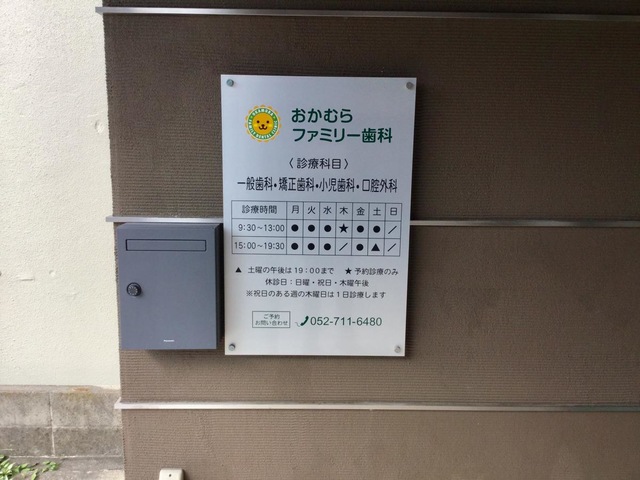 おかむら
ファミリー歯科
〈診療科目〉
一般歯科・矯正歯科・小児歯科・口腔外科
診療時間 月 火 水 木 金 土 日
9:30~13:00 ● ● ● ★ ● ● /
15:00~19:30 ● ● ● / ● ▲ /
▲ 土曜の午後は19:00まで ★予約診療のみ
休診日:日曜・祝日・木曜午後
※祝日のある週の木曜日は1日診療します
ご予約
お問い合わせ
052-711-6480